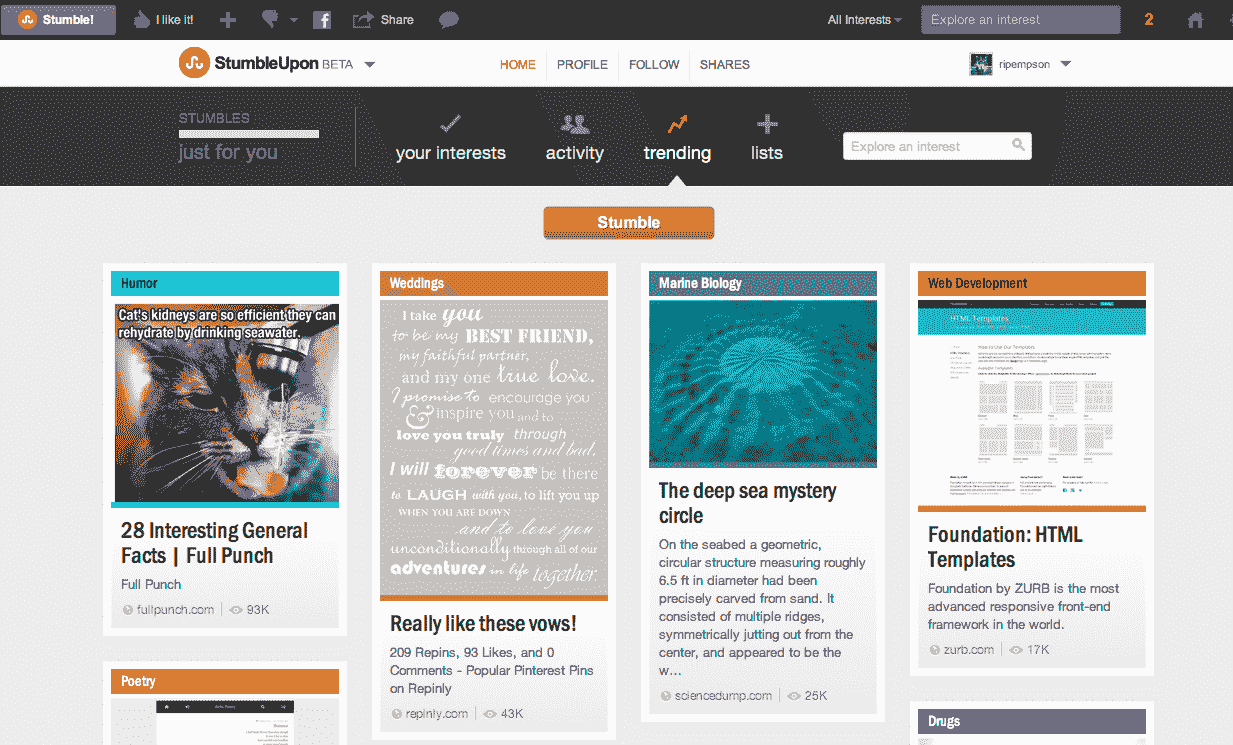 Stumble!
I like it!
Share
All Interests
Explore an interest
2
StumbleUpon BETA
HOME
PROFILE
FOLLOW
SHARES
ripempson
STUMBLES
just for you
your interests
activity
trending
lists
Explore an interest
Stumble
Humor
Cat's kidneys are so efficient they can
rehydrate by drinking seawater.
28 Interesting General
Facts | Full Punch
Full Punch
fullpunch.com
93K
Poetry
Weddings
I take you
to be my BEST FRIEND,
my faithful partner,
and my one true love.
I promise to encourage you
& inspire you and to
love you truly through
good times and bad.
I will forever be there
to LAUGH with you, to lift you up
WHEN YOU ARE DOWN
and to love you
unconditionally through all of our
adventures in life together.
Really like these vows!
209 Repins, 93 Likes, and 0
Comments - Popular Pinterest Pins
on Repinly
repinly.com
43K
Marine Biology
The deep sea mystery
circle
On the seabed a geometric,
circular structure measuring roughly
6.5 ft in diameter had been
precisely carved from sand. It
consisted of multiple ridges,
symmetrically jutting out from the
center, and appeared to be the
w...
sciencedump.com
25K
Web Development
HTML Templates
How to Use Our Templates
Foundation: HTML
Templates
Foundation by ZURB is the most
advanced responsive front-end
framework in the world.
zurb.com
17K
Drugs